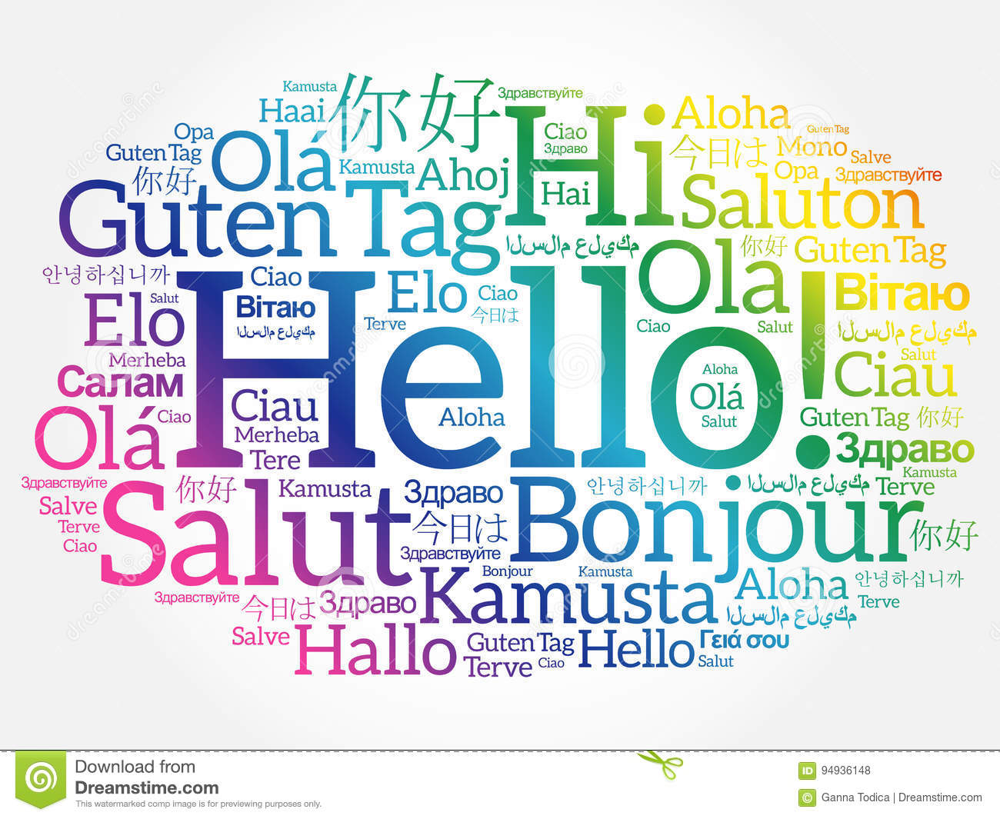 Kamusta
你好
Здравствуйте
Hi
Aloha
Haai
Opa
Olá
Ciao
Здраво
Guten Tag
Mono
Salve
今日は
Guten Tag
Kamusta
Ahoj
Opa
Здравствуйте
你好
Hai
Saluton
Guten Tag
السلام عليكم
Ola
你好
Guten Tag
안녕하십니까
Ciao
Elo
Ciao
Вітаю
Salut
Вітаю
今日は
Elo
Terve
Ciao
Salut
السلام عليكم
السلام عليكم
Merheba
Hello!
Salut
Салам
Aloha
Ciau
Olá
Ciao
Ciau
Aloha
Olá
Salut
Guten Tag
你好
Merheba
Tere
Здраво
Kamusta
Здравствуйте
你好
Kamusta
Здраво
안녕하십니까
السلام عليكم
Terve
Salve
Salut
今日は
Bonjour
你好
Terve
Ciao
Здравствуйте
Bonjour
Kamusta
Aloha
안녕하십니까
Здравствуйте
今日は
Здраво
Kamusta
السلام عليكم
Terve
Salve
Hallo
Guten Tag
Hello
Γειά σου
Terve
Ciao
Salut
Download from
Dreamstime.com
This watermarked comp image is for previewing purposes only.
ID 94936148
© Ganna Todica | Dreamstime.com